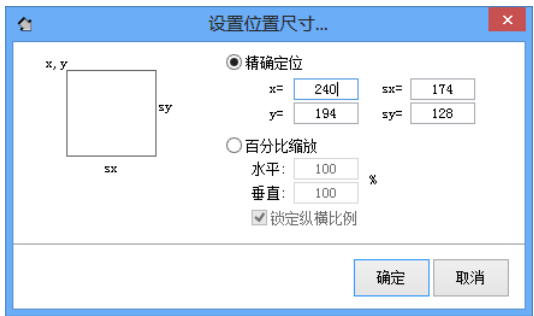 设置位置尺寸...
x, y
sy
sx
精确定位
x= 240 sx= 174
y= 194 sy= 128
百分比缩放
水平: 100
%
垂直: 100
锁定纵横比例
确定 取消